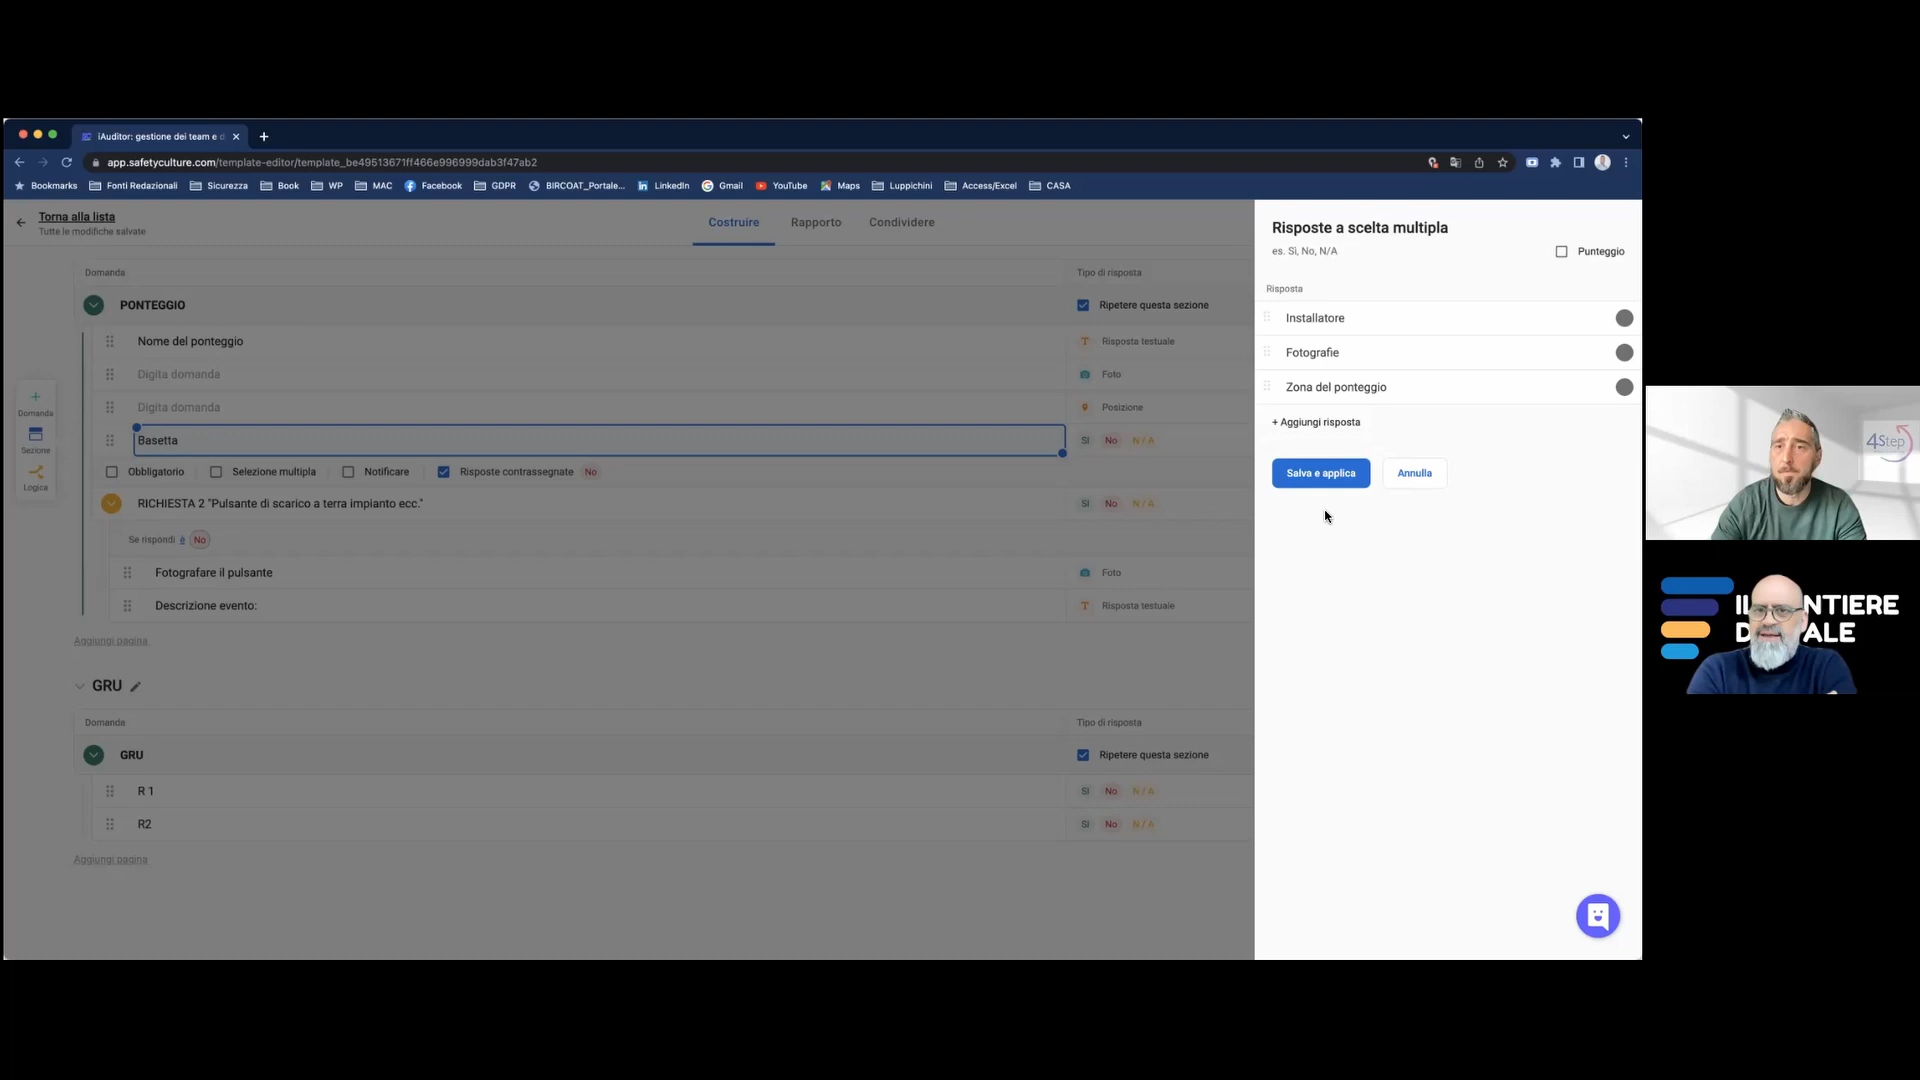 iAuditor: gestione dei team e d
app.safetyculture.com/template-editor/template_be49513671ff466e996999dab3f47ab2
Bookmarks Fonti Redazionali Sicurezza Book WP MAC Facebook GDPR BIRCOAT_Portale... LinkedIn Gmail YouTube Maps Luppichini Access/Excel CASA
Torna alla lista
Tutte le modifiche salvate
Costruire Rapporto Condividere
Domanda Tipo di risposta
PONTEGGIO Ripetere questa sezione
Nome del ponteggio Risposta testuale
Digita domanda Foto
Digita domanda Posizione
Basetta SI No N / A
Obbligatorio Selezione multipla Notificare Risposte contrassegnate No
RICHIESTA 2 "Pulsante di scarico a terra impianto ecc." SI No N / A
Se rispondi è No
Fotografare il pulsante Foto
Descrizione evento: Risposta testuale
Aggiungi pagina
GRU
Domanda Tipo di risposta
GRU Ripetere questa sezione
R 1 SI No N / A
R2 SI No N / A
Aggiungi pagina
Domanda
Sezione
Logica
Risposte a scelta multipla
es. Sì, No, N/A Punteggio
Risposta
Installatore
Fotografie
Zona del ponteggio
+ Aggiungi risposta
Salva e applica Annulla
4Step
NTIERE
ALE